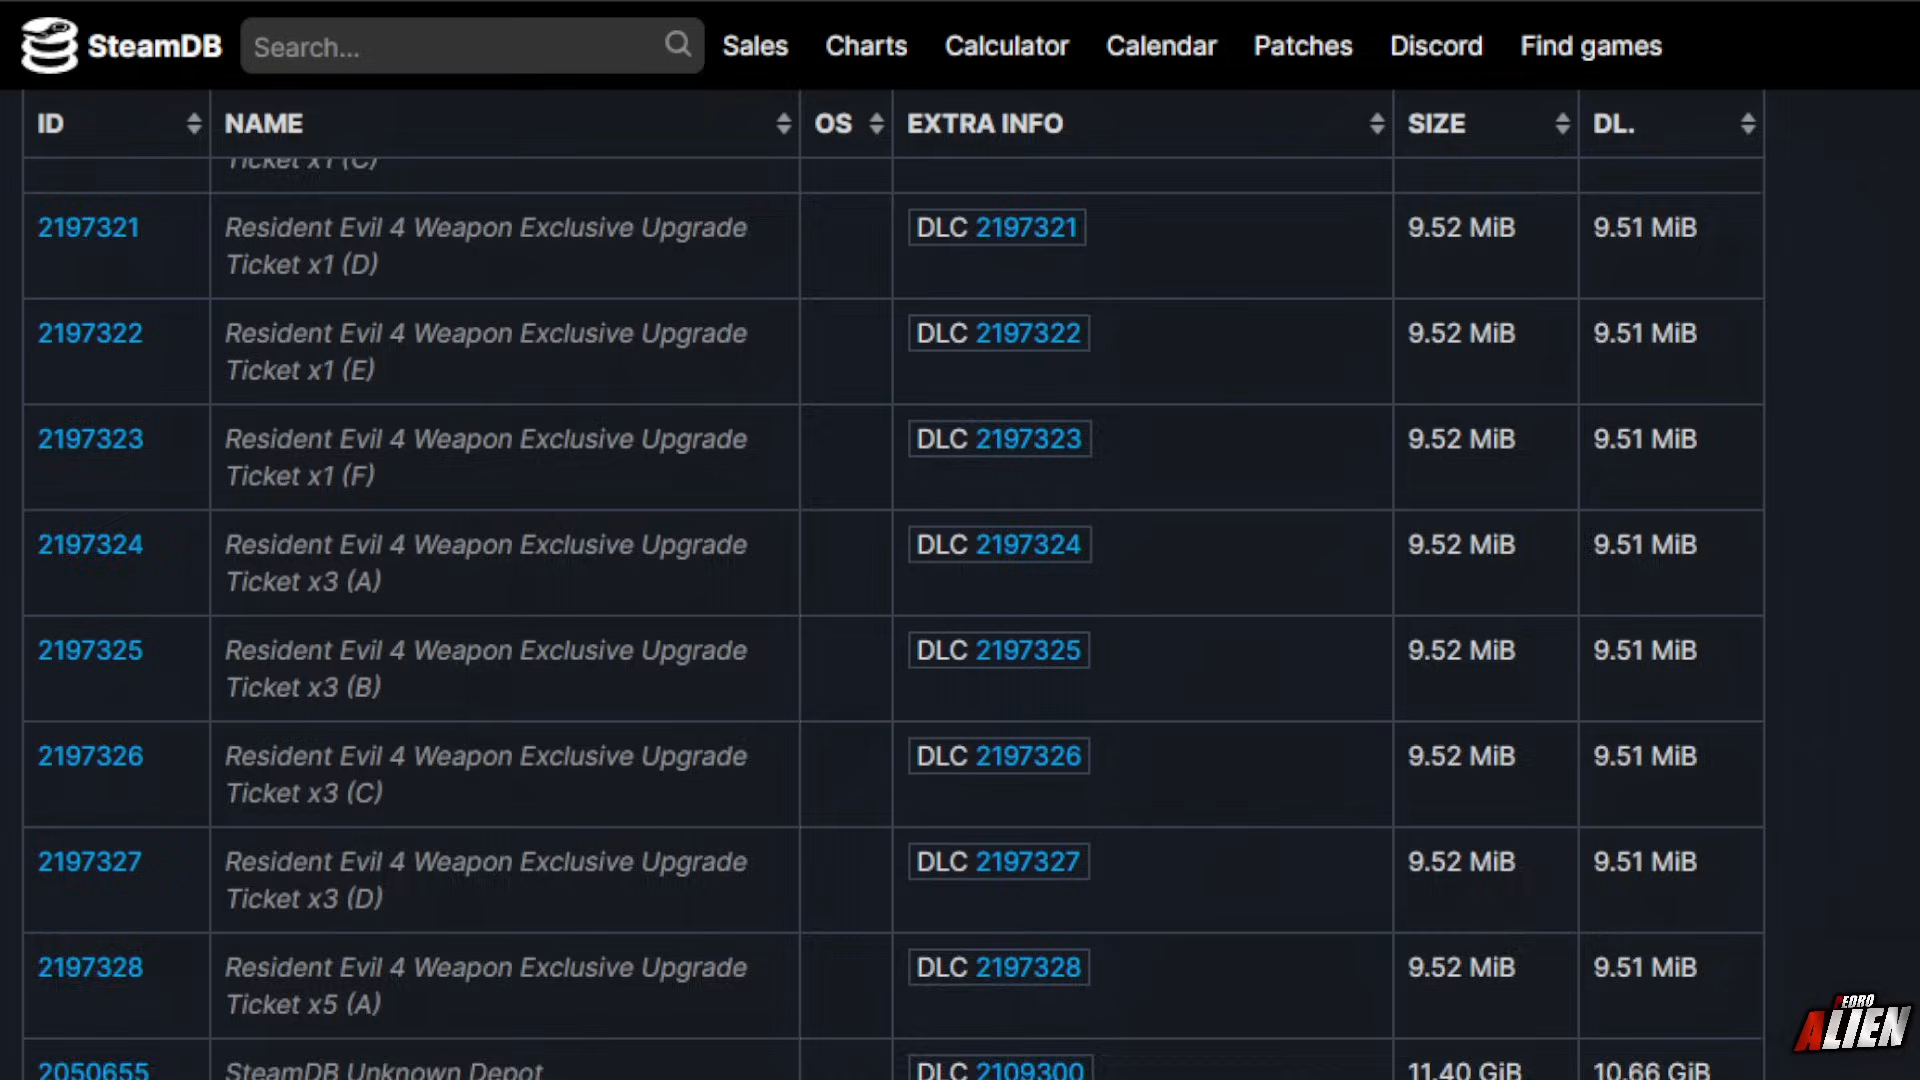 SteamDB Search... Sales Charts Calculator Calendar Patches Discord Find games
ID NAME OS EXTRA INFO SIZE DL.
Ticket x1 (C)
2197321 Resident Evil 4 Weapon Exclusive Upgrade DLC 2197321 9.52 MiB 9.51 MiB
Ticket x1 (D)
2197322 Resident Evil 4 Weapon Exclusive Upgrade DLC 2197322 9.52 MiB 9.51 MiB
Ticket x1 (E)
2197323 Resident Evil 4 Weapon Exclusive Upgrade DLC 2197323 9.52 MiB 9.51 MiB
Ticket x1 (F)
2197324 Resident Evil 4 Weapon Exclusive Upgrade DLC 2197324 9.52 MiB 9.51 MiB
Ticket x3 (A)
2197325 Resident Evil 4 Weapon Exclusive Upgrade DLC 2197325 9.52 MiB 9.51 MiB
Ticket x3 (B)
2197326 Resident Evil 4 Weapon Exclusive Upgrade DLC 2197326 9.52 MiB 9.51 MiB
Ticket x3 (C)
2197327 Resident Evil 4 Weapon Exclusive Upgrade DLC 2197327 9.52 MiB 9.51 MiB
Ticket x3 (D)
2197328 Resident Evil 4 Weapon Exclusive Upgrade DLC 2197328 9.52 MiB 9.51 MiB
Ticket x5 (A)
2050655 SteamDB Unknown Depot DLC 2109300 11.40 GiB 10.66 GiB
PEDRO
ALIEN